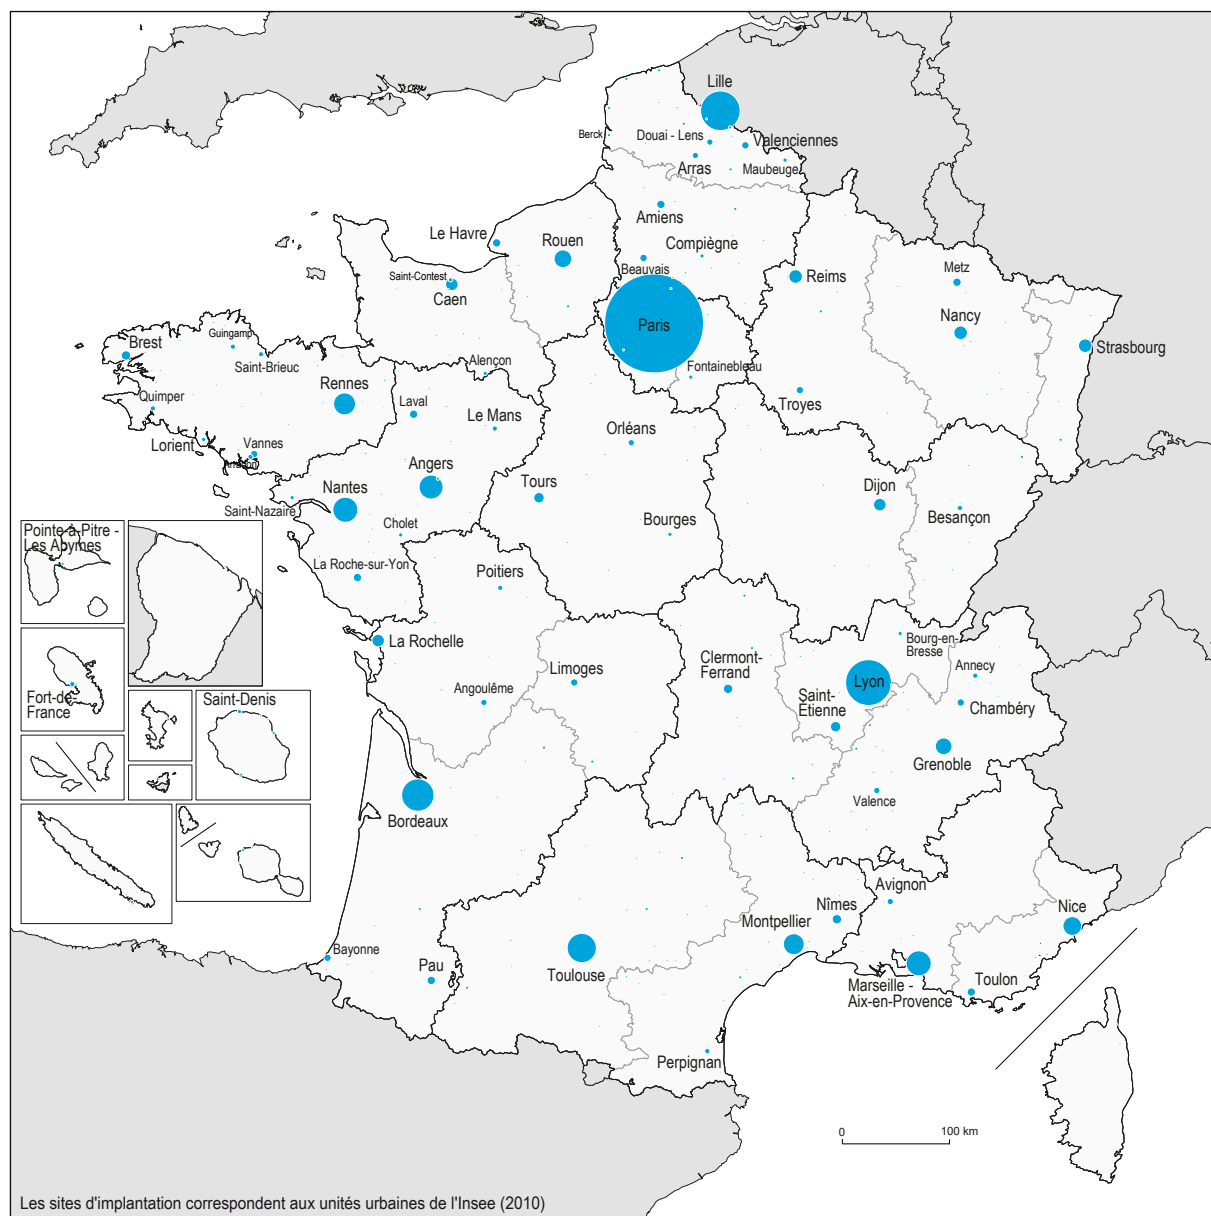 Lille
Berck
Douai - Lens
Valenciennes
Arras
Maubeuge
Amiens
Le Havre
Rouen
Compiègne
Beauvais
Reims
Metz
Saint-Contest
Caen
Paris
Nancy
Strasbourg
Brest
Guingamp
Saint-Brieuc
Alençon
Fontainebleau
Rennes
Laval
Le Mans
Troyes
Quimper
Lorient
Vannes
Orléans
Angers
Tours
Nantes
Saint-Nazaire
Cholet
Dijon
Besançon
Bourges
Pointe-à-Pitre -
Les Abymes
La Roche-sur-Yon
Poitiers
La Rochelle
Limoges
Angoulême
Clermont-
Ferrand
Lyon
Bourg-en-
Bresse
Annecy
Saint-
Étienne
Chambéry
Grenoble
Valence
Fort-de-
France
Saint-Denis
Bordeaux
Avignon
Nîmes
Montpellier
Nice
Toulouse
Bayonne
Pau
Marseille -
Aix-en-Provence
Toulon
Perpignan
0 100 km
Les sites d'implantation correspondent aux unités urbaines de l'Insee (2010)